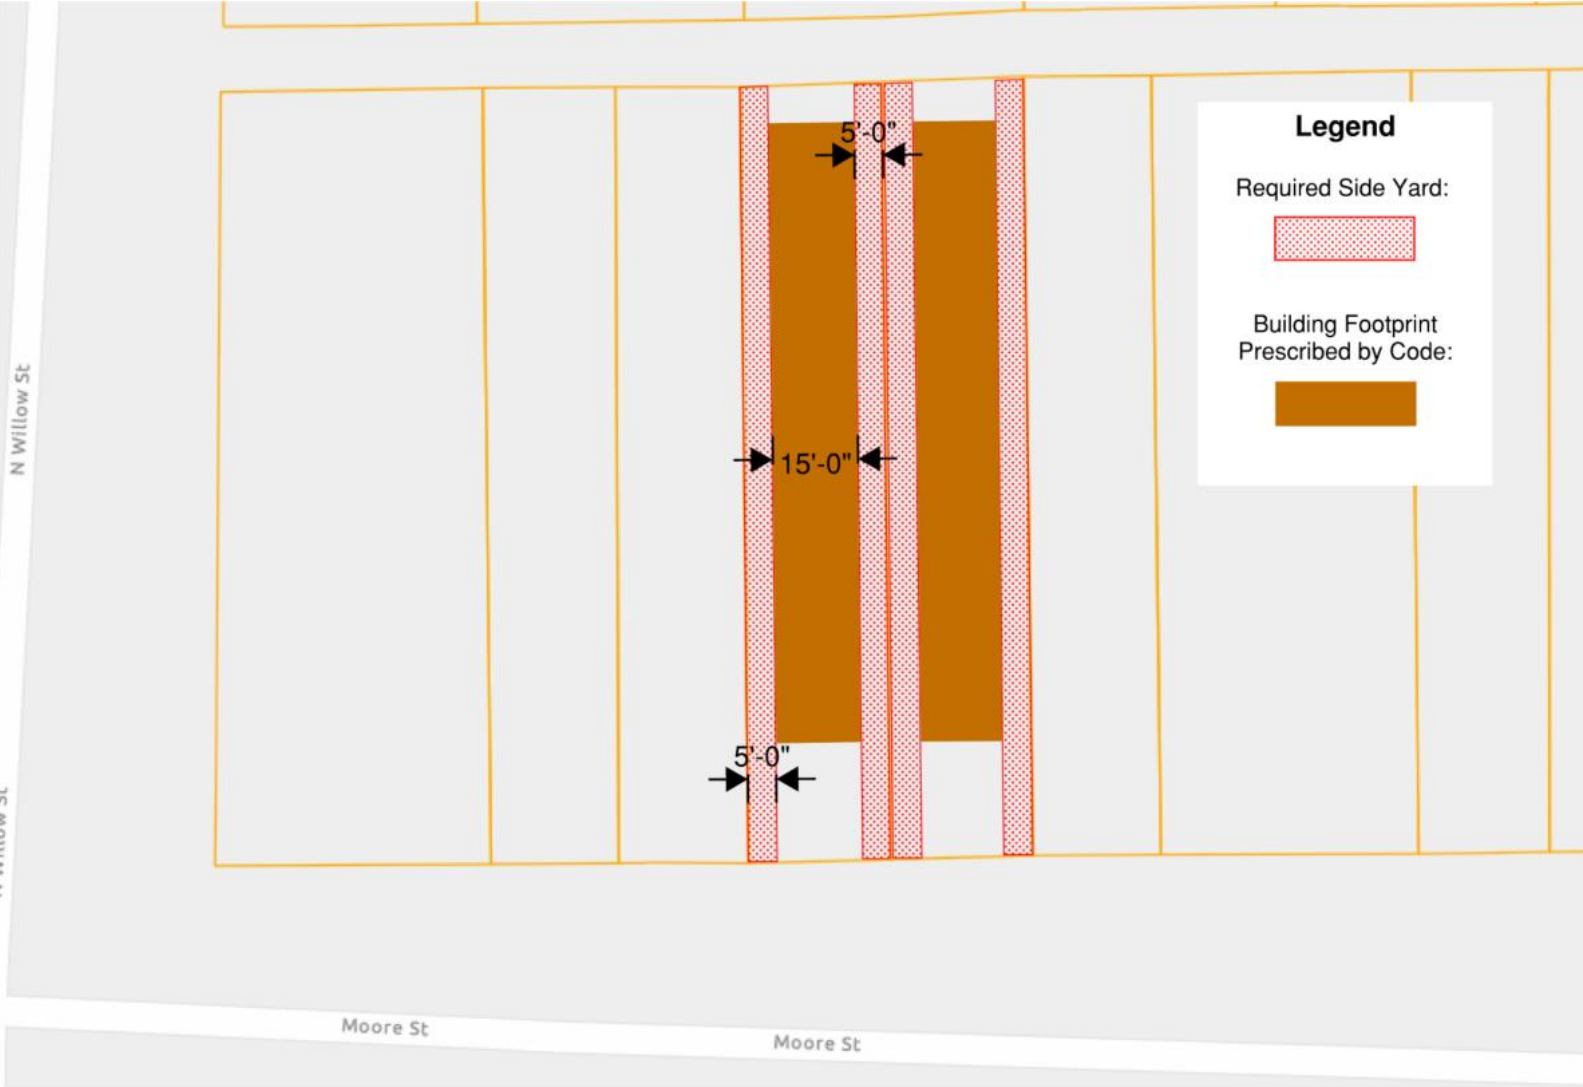 Legend
Required Side Yard:
Building Footprint
Prescribed by Code:
5'-0"
15'-0"
5'-0"
N Willow St
Moore St
Moore St